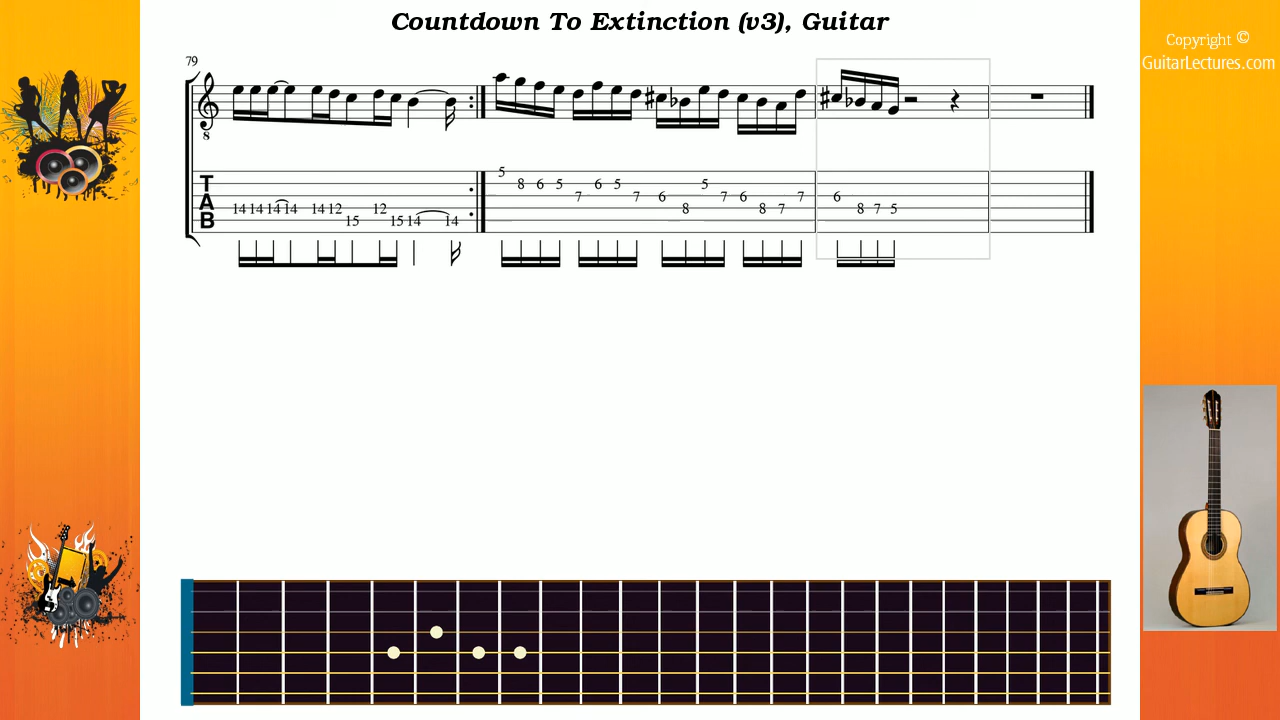 Countdown To Extinction (v3), Guitar
Copyright ©
GuitarLectures.com
79
8
5
8 6 5 6 5 5
T 7 7 6 7 6 7 6
A 14 14 14 14 14 12 12 8 8 7 8 7 5
B 15 15 14 14